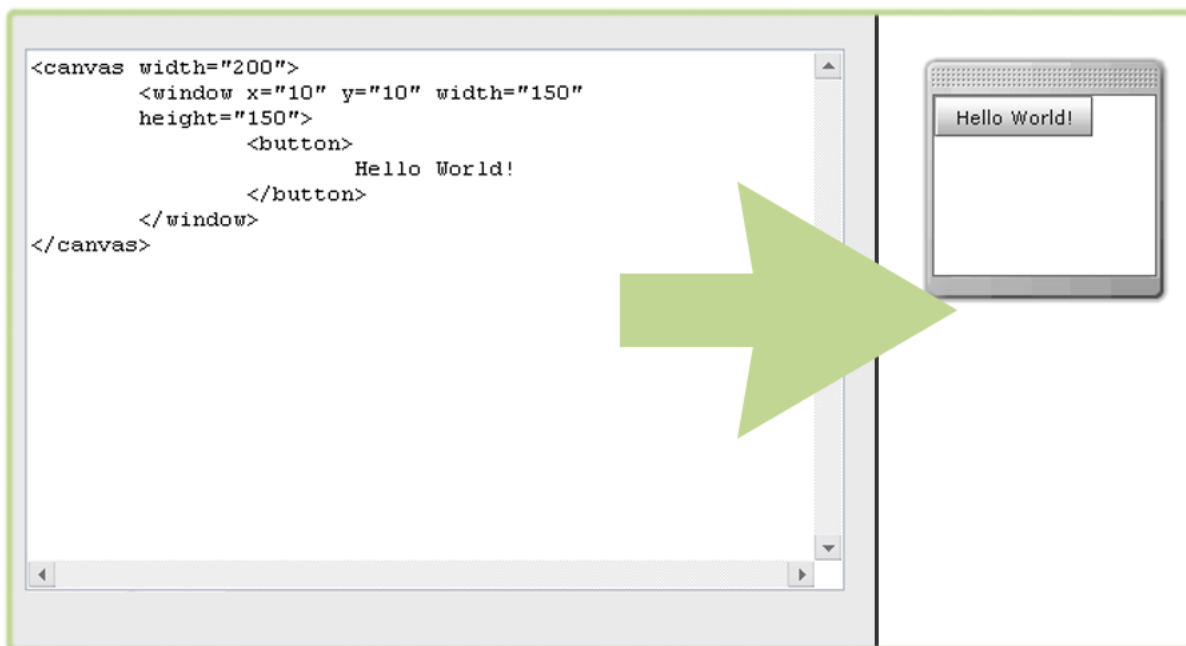 <canvas width="200">
<window x="10" y="10" width="150"
height="150">
<button>
Hello World!
</button>
</window>
</canvas>
Hello World!